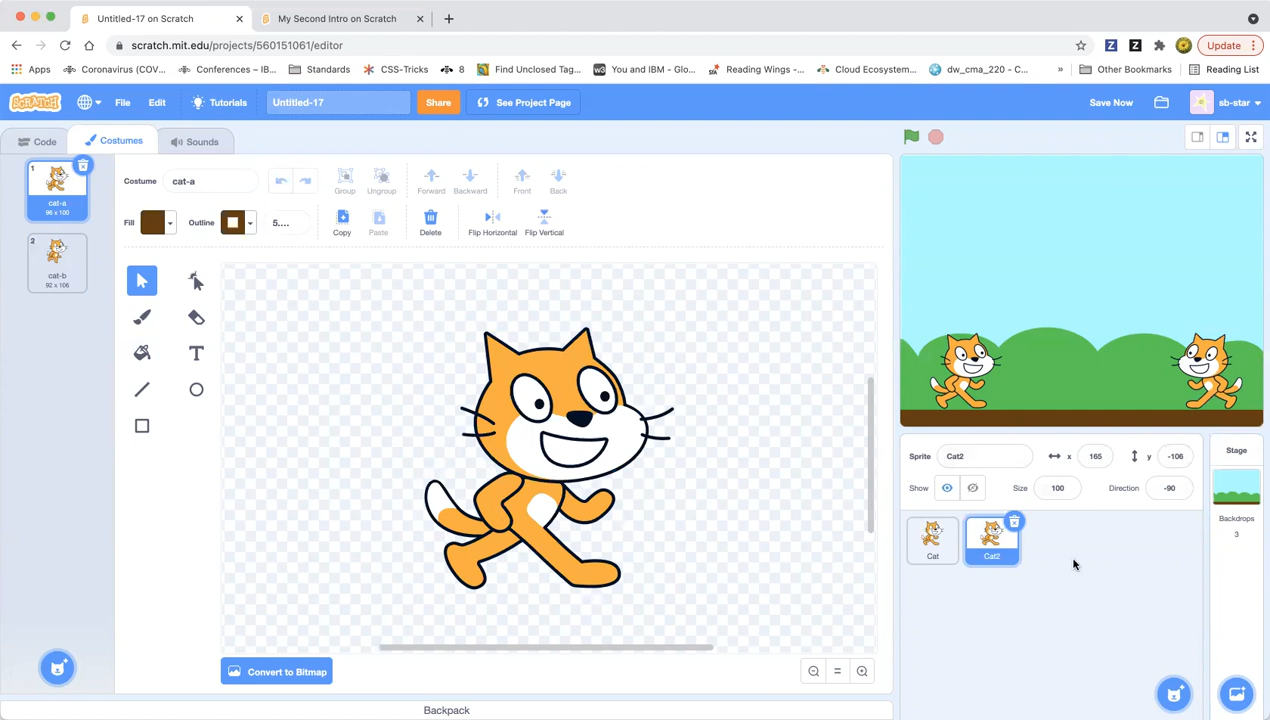 Untitled-17 on Scratch
My Second Intro on Scratch
scratch.mit.edu/projects/560151061/editor
Update
Apps
Coronavirus (COV...
Conferences – IB...
Standards
CSS-Tricks
8
Find Unclosed Tag...
w3
You and IBM - Glo...
Reading Wings -...
Cloud Ecosystem...
dw_cma_220 - C...
»
Other Bookmarks
Reading List
SCRATCH
File
Edit
Tutorials
Untitled-17
Share
See Project Page
Save Now
sb-star
Code
Costumes
Sounds
1
cat-a
96 x 100
2
cat-b
92 x 106
Costume
cat-a
Group
Ungroup
Forward
Backward
Front
Back
Fill
Outline
5....
Copy
Paste
Delete
Flip Horizontal
Flip Vertical
T
Convert to Bitmap
Backpack
Sprite
Cat2
x
165
y
-106
Show
Size
100
Direction
-90
Cat
Cat2
Stage
Backdrops
3